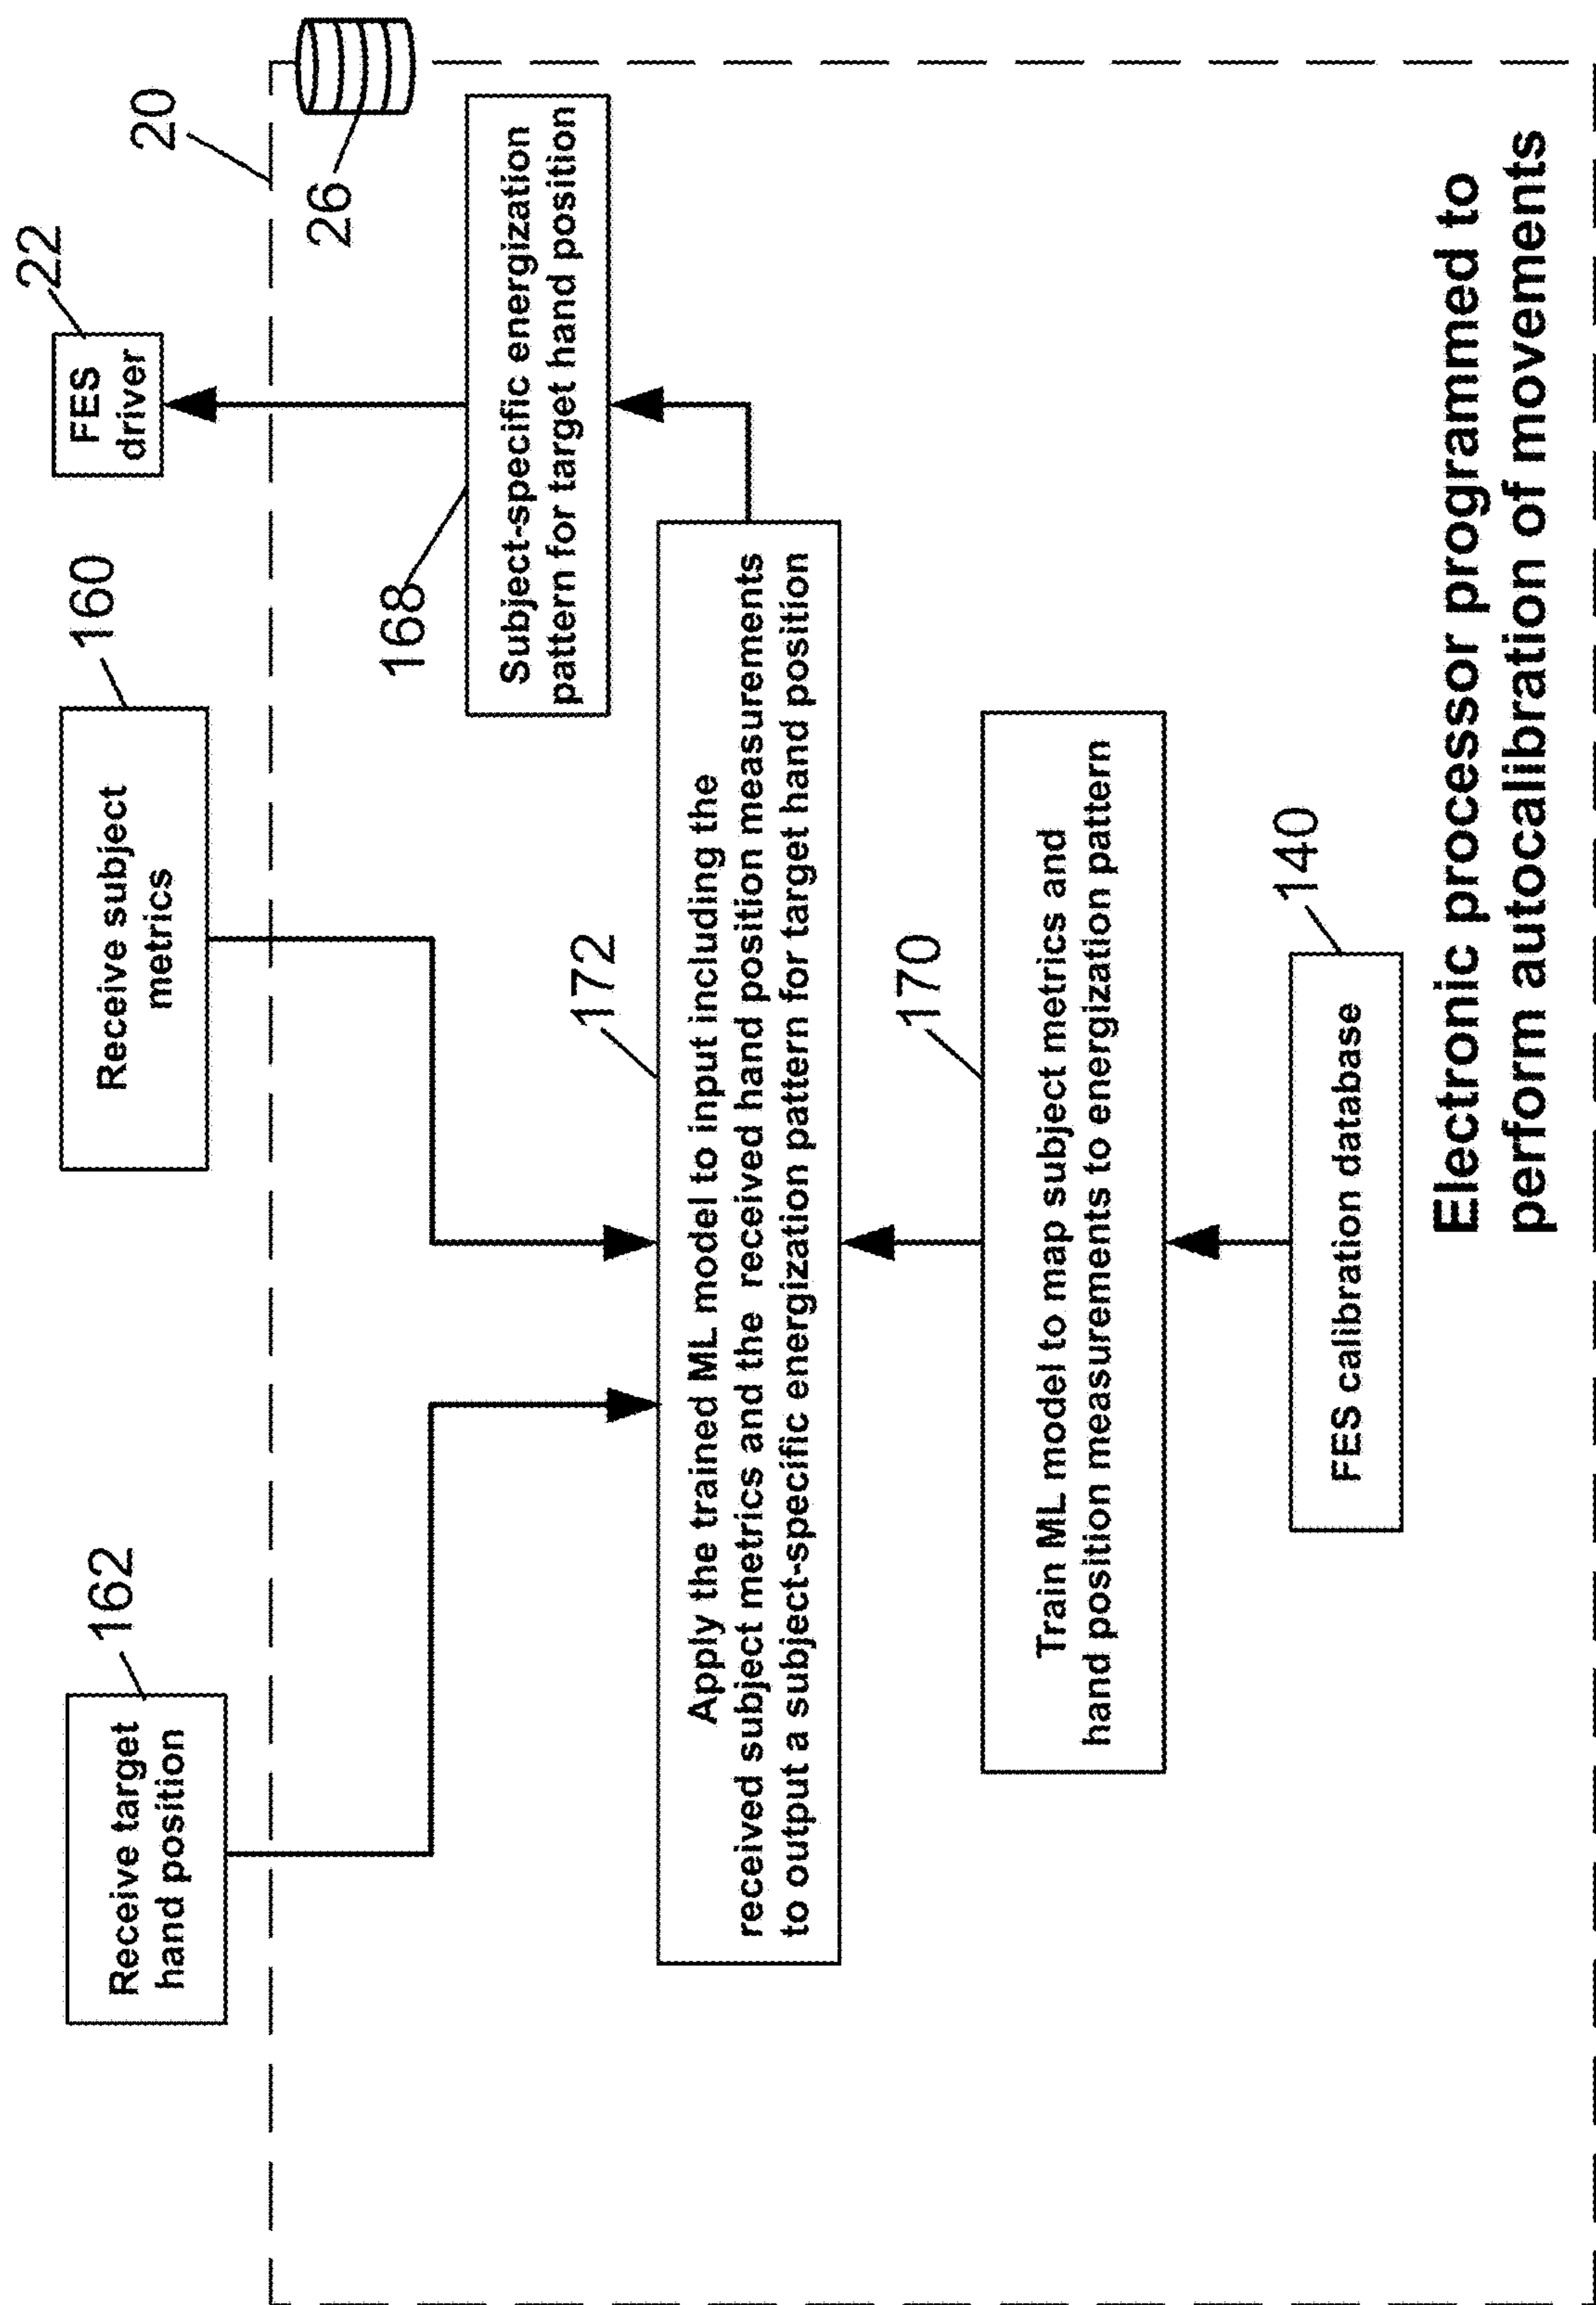 162
Receive target
hand position
160
Receive subject
metrics
22
FES
driver
20
26
168
Subject-specific energization
pattern for target hand position
172
Apply the trained ML model to input including the
received subject metrics and the received hand position measurements
to output a subject-specific energization pattern for target hand position
170
Train ML model to map subject metrics and
hand position measurements to energization pattern
140
FES calibration database
Electronic processor programmed to
perform autocalibration of movements